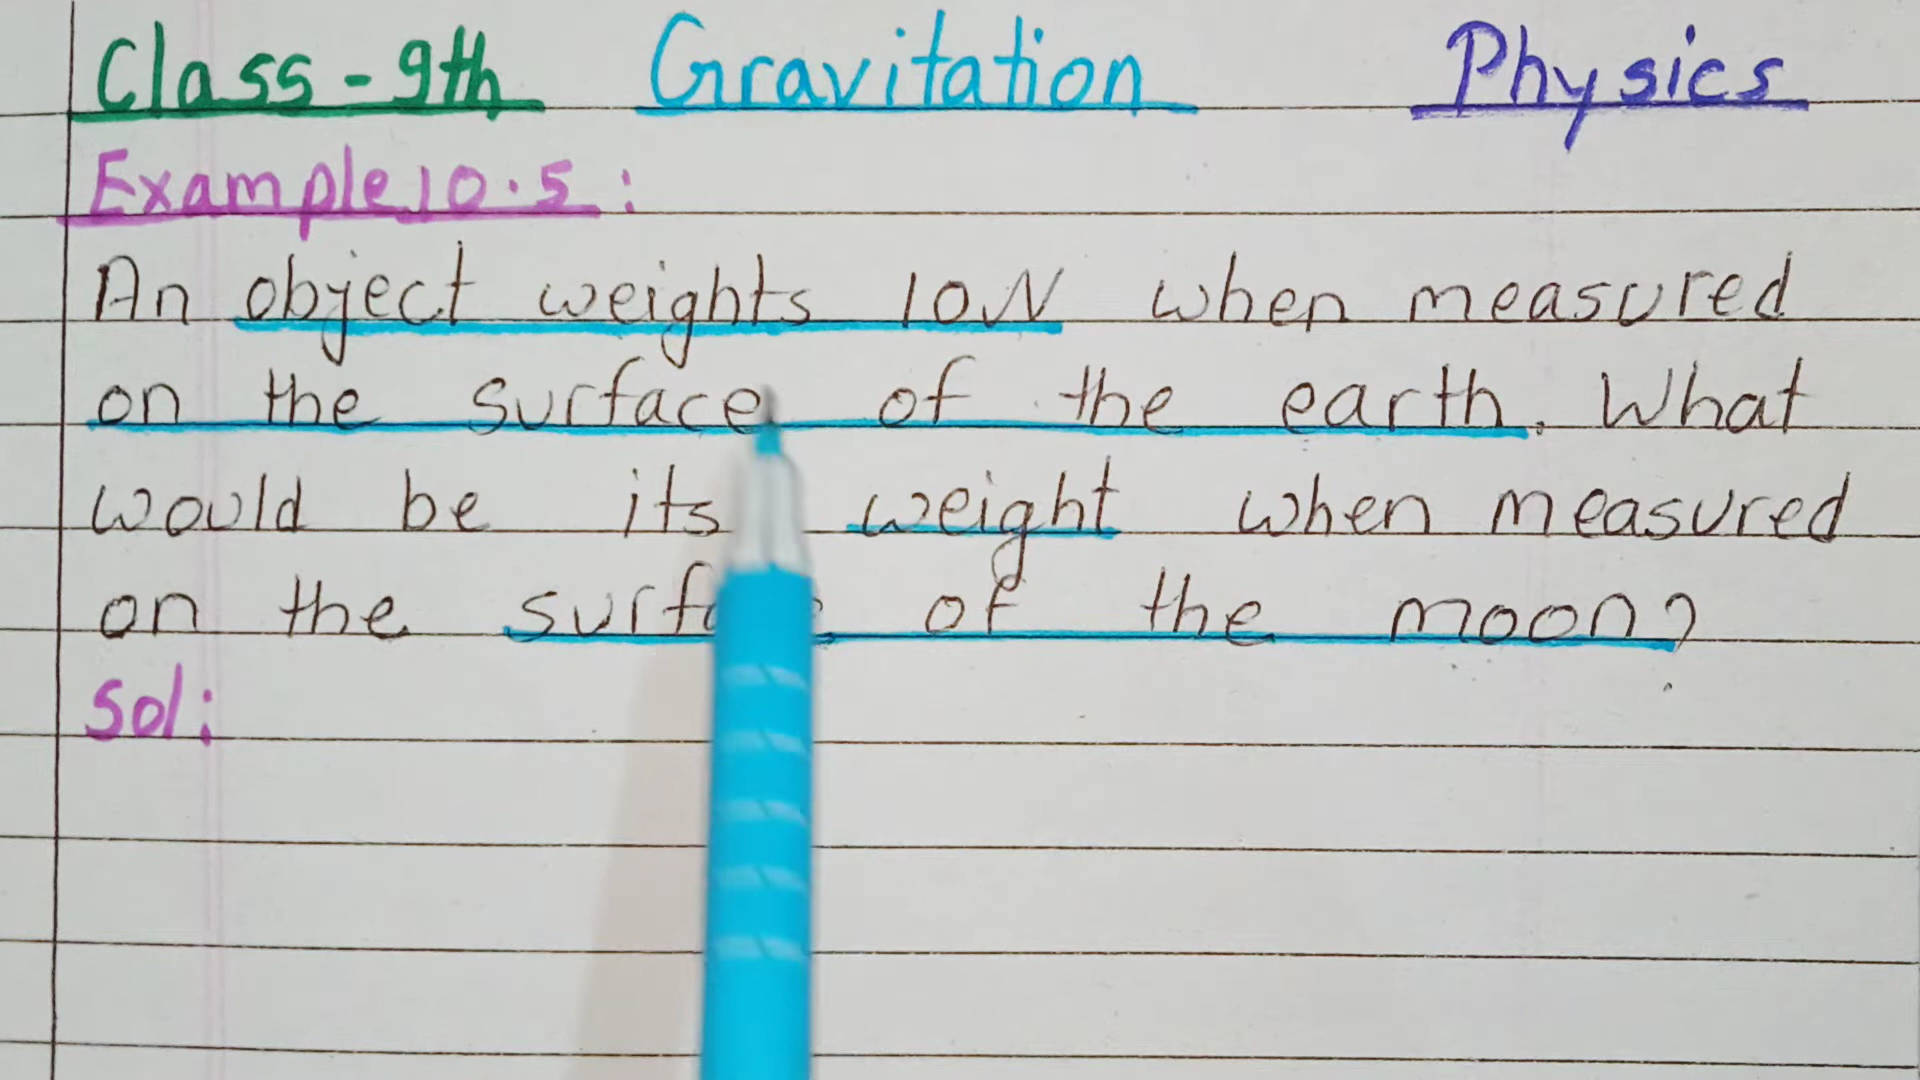 Class-9th Gravitation Physics
Example 10.5:
An object weights 10N when measured
on the surface of the earth. What
would be its weight when measured
on the of the moon?
Sol: